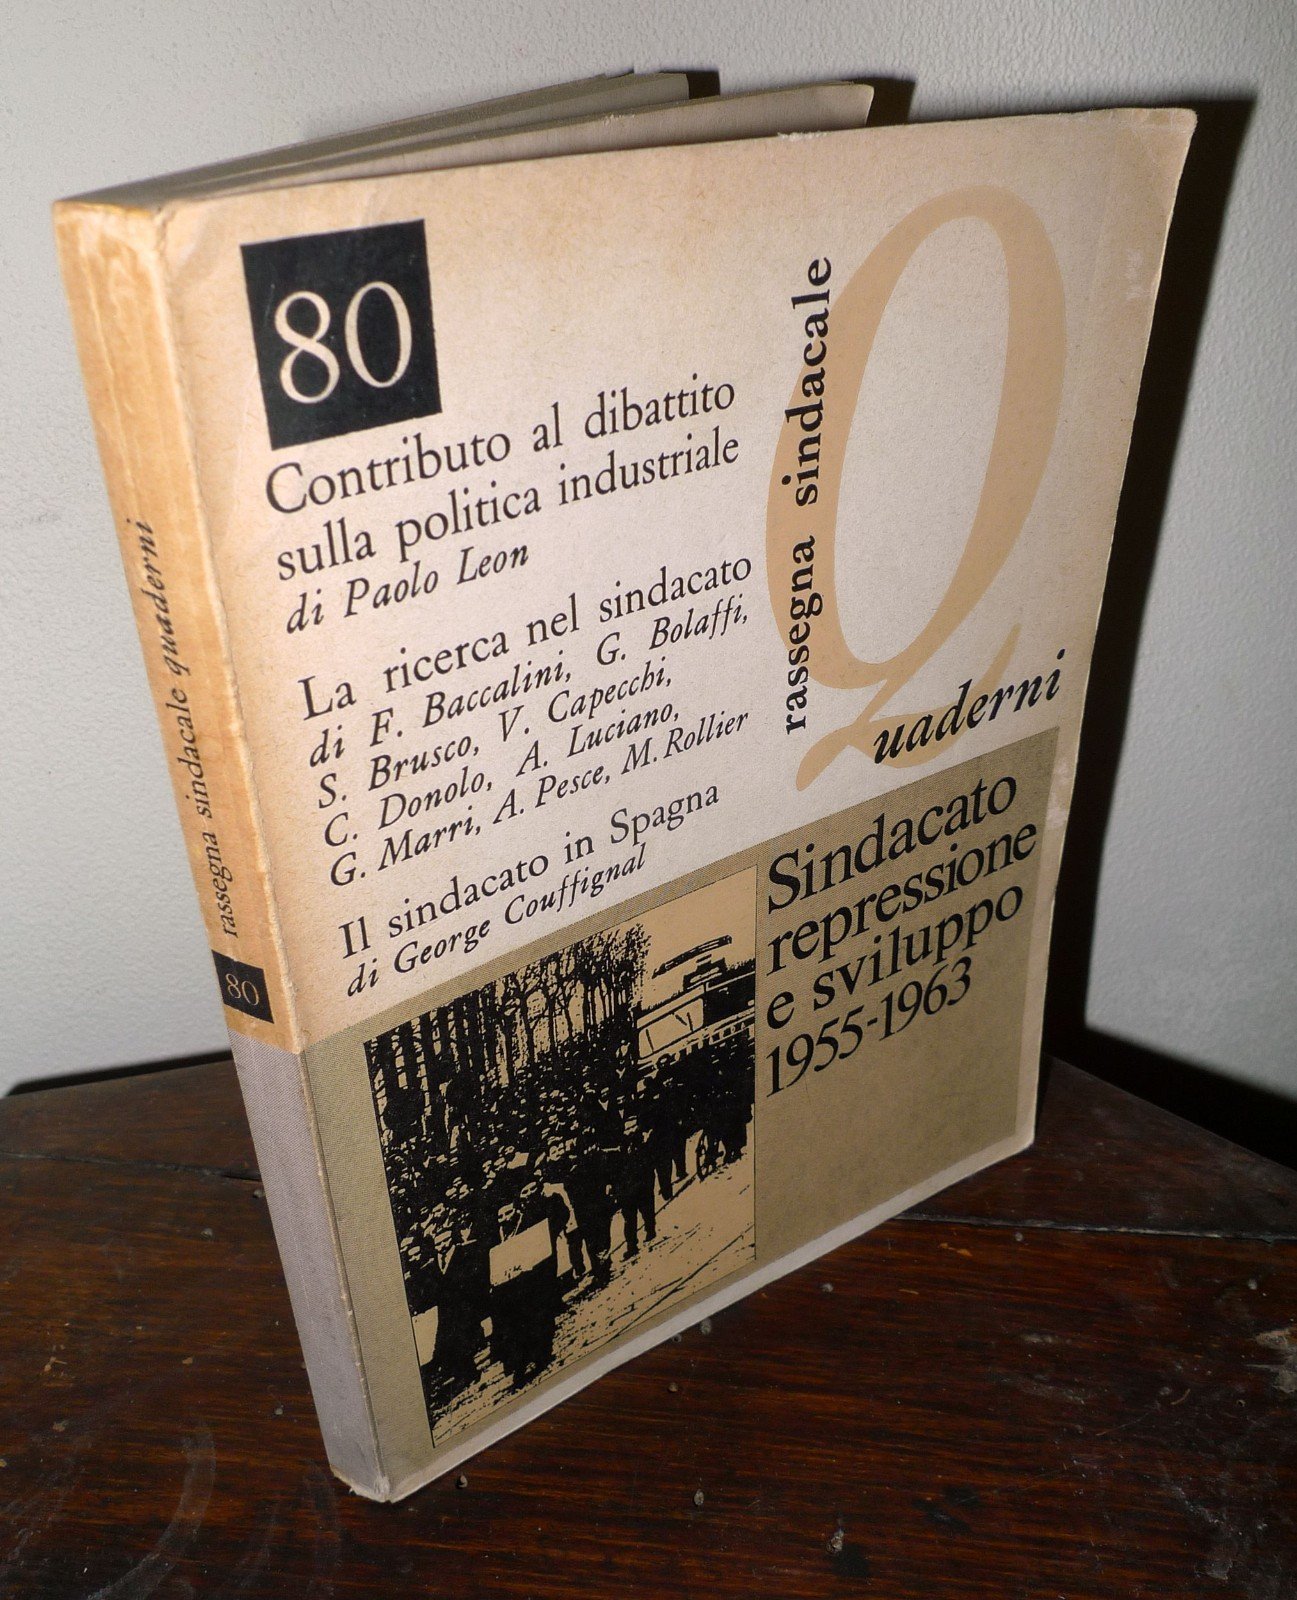 80
Contributo al dibattito
sulla politica industriale
di Paolo Leon
La ricerca nel sindacato
di F. Baccalini, G. Bolaffi,
S. Brusco, V. Capecchi,
C. Donolo, A. Luciano,
G. Marri, A. Pesce, M. Rollier
Il sindacato in Spagna
di George Couffignal
rassegna sindacale
Quaderni
Sindacato
repressione
e sviluppo
1955-1963
rassegna sindacale quaderni
80